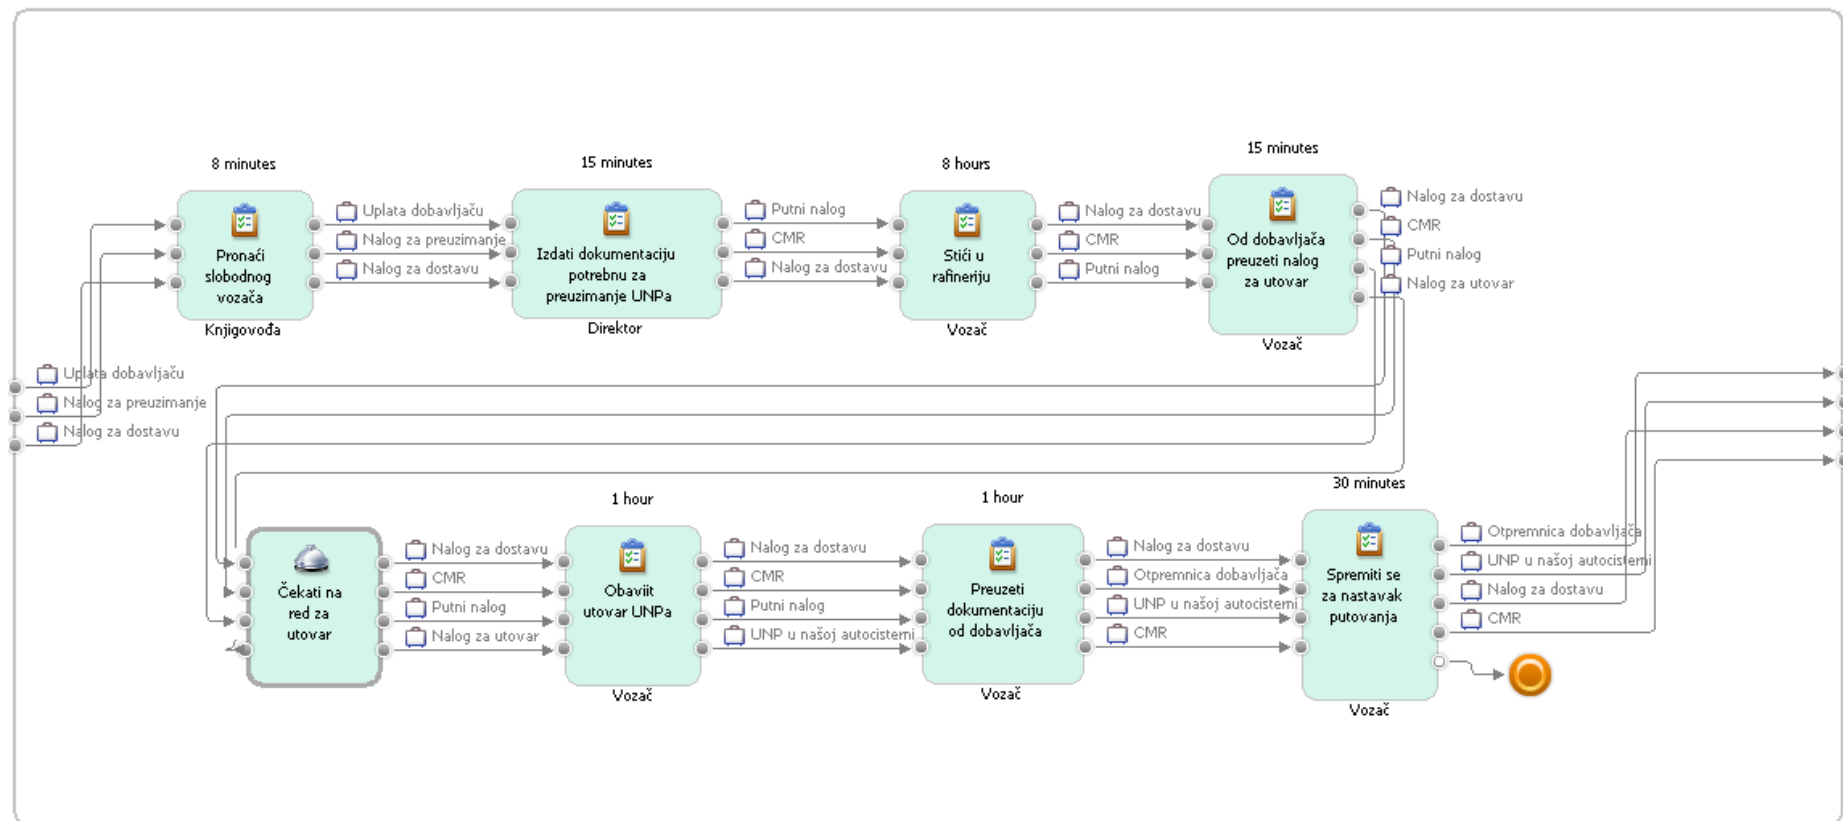 8 minutes
15 minutes
8 hours
15 minutes
Pronaći
slobodnog
vozača
Knjigovođa
Uplata dobavljaču
Nalog za preuzimanje
Nalog za dostavu
Izdati dokumentaciju
potrebnu za
preuzimanje UNPa
Direktor
Putni nalog
CMR
Nalog za dostavu
Stići u
rafineriju
Vozač
Nalog za dostavu
CMR
Putni nalog
Od dobavljača
preuzeti nalog
za utovar
Vozač
Nalog za dostavu
CMR
Putni nalog
Nalog za utovar
Uplata dobavljaču
Nalog za preuzimanje
Nalog za dostavu
1 hour
1 hour
30 minutes
Čekati na
red za
utovar
Nalog za dostavu
CMR
Putni nalog
Nalog za utovar
Obaviit
utovar UNPa
Vozač
Nalog za dostavu
CMR
Putni nalog
UNP u našoj autocisterni
Preuzeti
dokumentaciju
od dobavljača
Vozač
Nalog za dostavu
Otpremnica dobavljača
UNP u našoj autocisterni
CMR
Spremiti se
za nastavak
putovanja
Vozač
Otpremnica dobavljača
UNP u našoj autocisterni
Nalog za dostavu
CMR